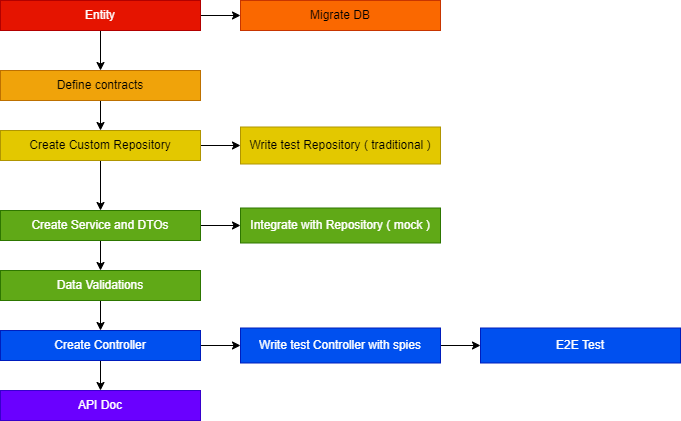 Entity
Migrate DB
Define contracts
Create Custom Repository
Write test Repository ( traditional )
Create Service and DTOs
Integrate with Repository ( mock )
Data Validations
Create Controller
Write test Controller with spies
E2E Test
API Doc